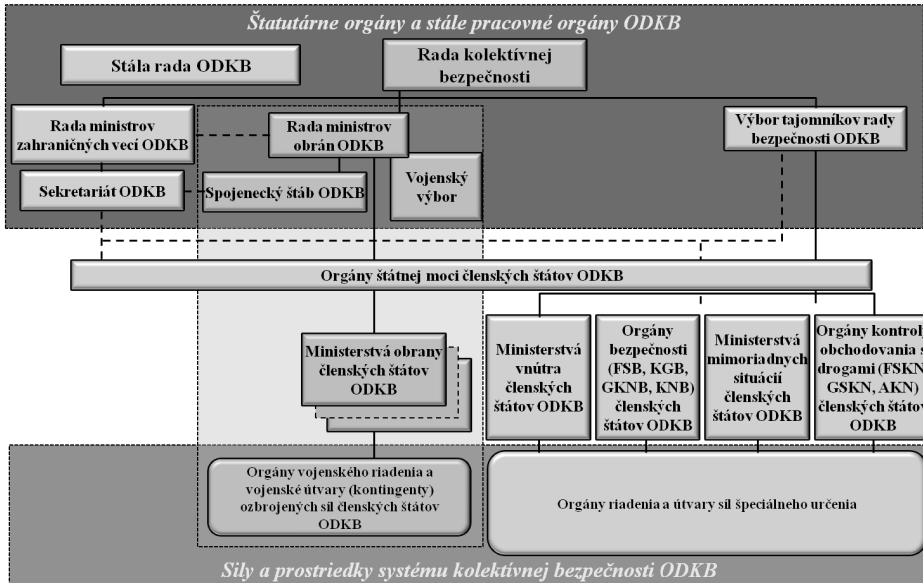 Štatutárne orgány a stále pracovné orgány ODKB
Stála rada ODKB
Rada kolektívnej
bezpečnosti
Rada ministrov
zahraničných vecí ODKB
Rada ministrov
obrán ODKB
Výbor tajomníkov rady
bezpečnosti ODKB
Sekretariát ODKB
Spojenecký štáb ODKB
Vojenský
výbor
Orgány štátnej moci členských štátov ODKB
Ministerstvá obrany
členských štátov
ODKB
Ministerstvá
vnútra
členských
štátov ODKB
Orgány
bezpečnosti
(FSB, KGB,
GKNB, KNB)
členských
štátov ODKB
Ministerstvá
mimoriadnych
situácií
členských
štátov ODKB
Orgány kontroly
obchodovania s
drogami (FSKN,
GSKN, AKN)
členských štátov
ODKB
Orgány vojenského riadenia a
vojenské útvary (kontingenty)
ozbrojených síl členských štátov
ODKB
Orgány riadenia a útvary síl špeciálneho určenia
Sily a prostriedky systému kolektívnej bezpečnosti ODKB